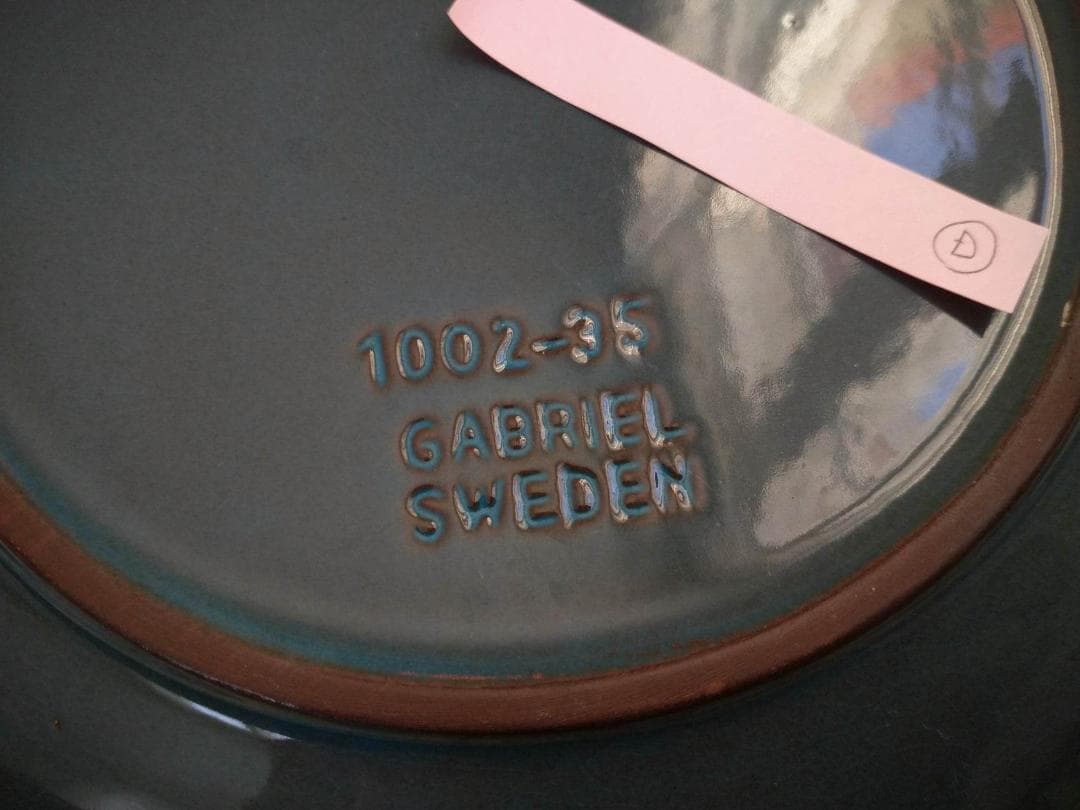 D
1002-35
GABRIEL
SWEDEN